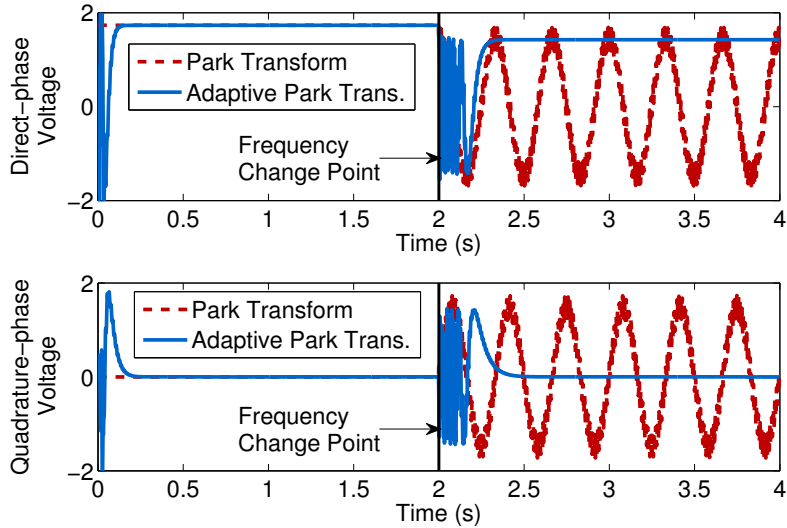 Direct−phase
Voltage
2
0
−2
Park Transform
Adaptive Park Trans.
Frequency
Change Point
0 0.5 1 1.5 2 2 2.5 3 3.5 4
Time (s)
Quadrature−phase
Voltage
2
0
−2
Park Transform
Adaptive Park Trans.
Frequency
Change Point
0 0.5 1 1.5 2 2 2.5 3 3.5 4
Time (s)